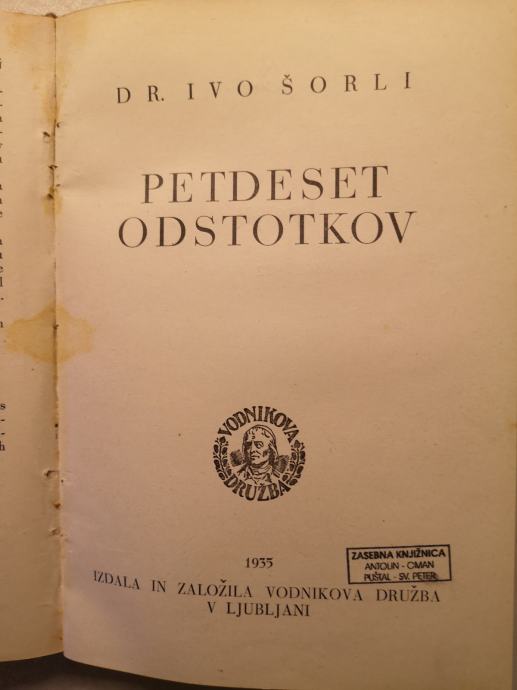 DR. IVO ŠORLI
PETDESET
ODSTOTKOV
VODNIKOVA
DRUŽBA
1935
ZASEBNA KNJIŽNICA
ANTOLIN - OMAN
PUŠTAL - SV. PETER
IZDALA IN ZALOŽILA VODNIKOVA DRUŽBA
V LJUBLJANI